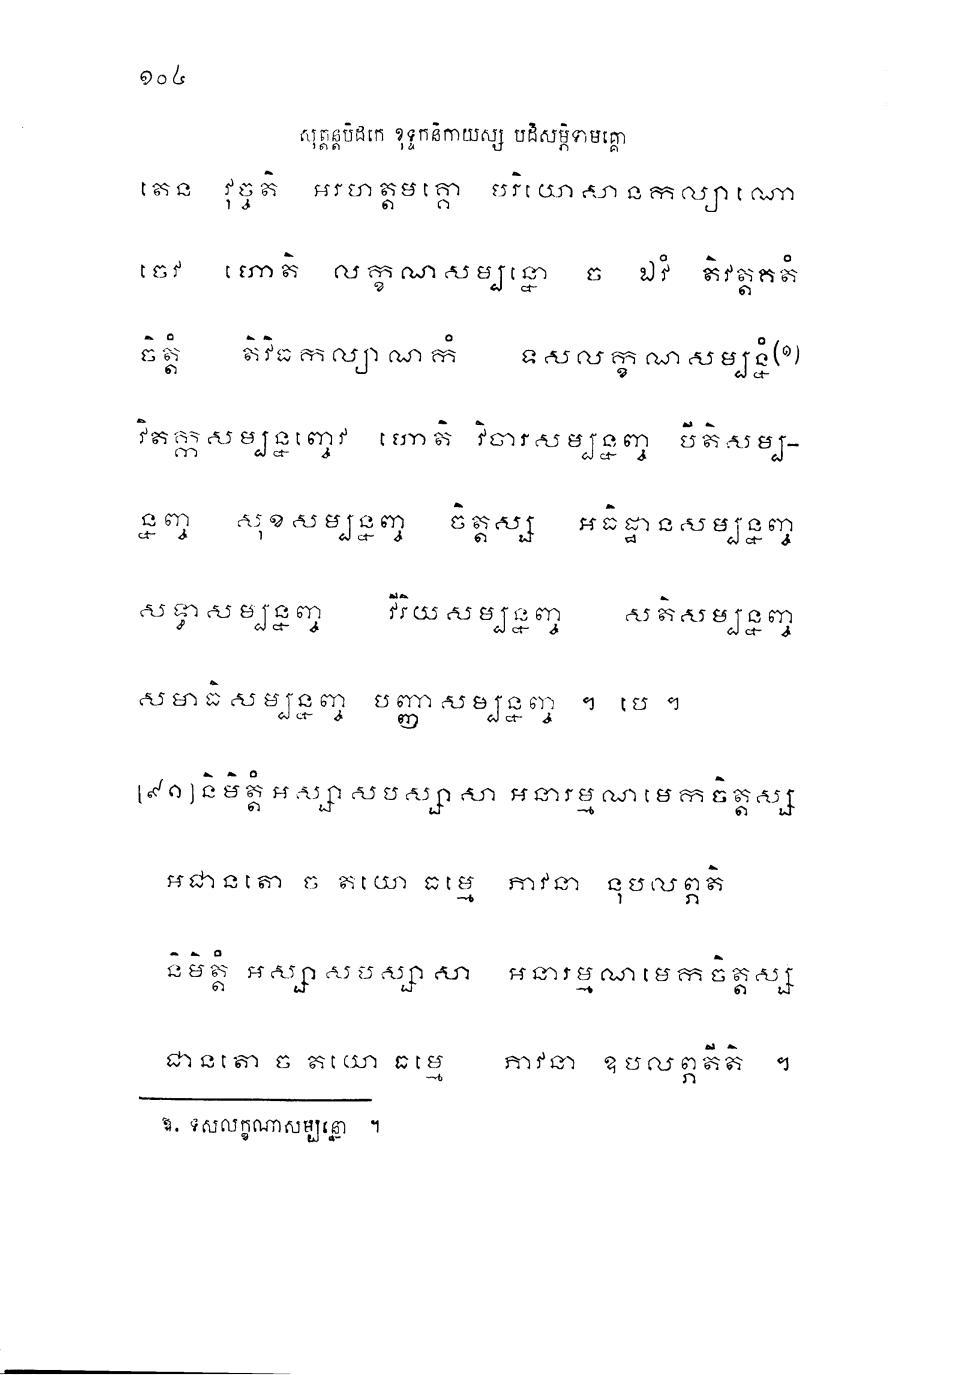 ១០៤
សុត្តន្តបិដកេ ខុទ្ទកនិកាយស្ស បដិសម្ភិទាមគ្គោ
តេន វុច្ចតិ អរហត្តមគ្គោ បរិយោសានកល្យាណោ
ចេវ ហោតិ លក្ខណសម្បន្នោ ច ឯវំ តិវត្តគតំ
ចិត្តំ តិវិធកល្យាណកំ ទសលក្ខណសម្បន្នំ(១)
វិតក្កសម្បន្នញ្ចេវ ហោតិ វិចារសម្បន្នញ្ច បីតិសម្ប-
ន្នញ្ច សុខសម្បន្នញ្ច ចិត្តស្ស អធិដ្ឋានសម្បន្នញ្ច
សទ្ធាសម្បន្នញ្ច វីរិយសម្បន្នញ្ច សតិសម្បន្នញ្ច
សមាធិសម្បន្នញ្ច បញ្ញាសម្បន្នញ្ច ។ បេ ។
[៩១] និមិត្តំ អស្សាសបស្សាសា អនារម្មណមេកចិត្តស្ស
អជានតោ ច តយោ ធម្មេ ភាវនា នុបលព្ភតិ
និមិត្តំ អស្សាសបស្សាសា អនារម្មណមេកចិត្តស្ស
ជានតោ ច តយោ ធម្មេ ភាវនា ឧបលព្ភតីតិ ។
ឱ. ទសលក្ខណាសម្បន្នោ ។